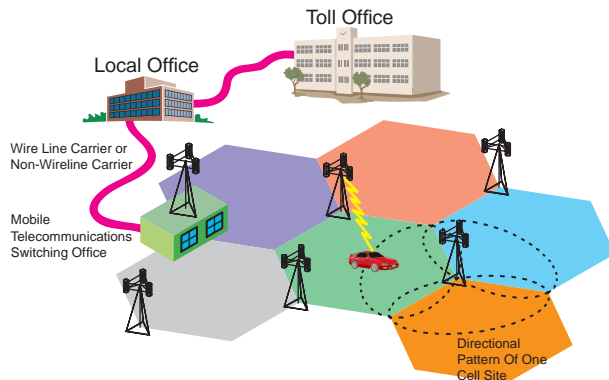 Toll Office
Local Office
Wire Line Carrier or
Non-Wireline Carrier
Mobile
Telecommunications
Switching Office
Directional
Pattern Of One
Cell Site